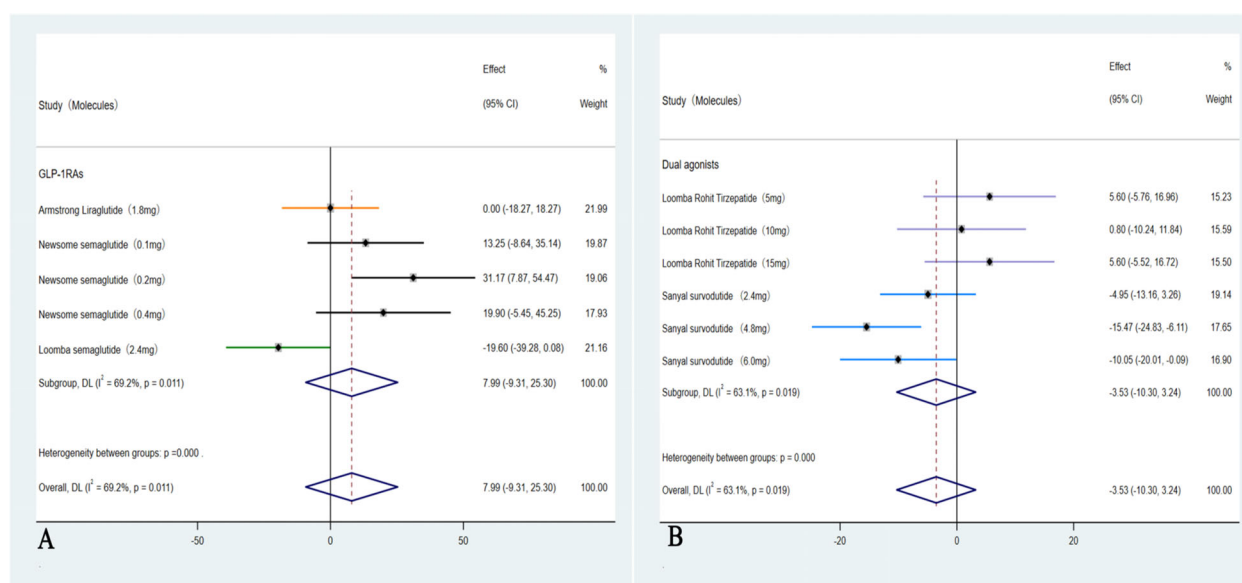 Effect %
Study（Molecules） (95% CI) Weight
GLP-1RAs
Armstrong Liraglutide（1.8mg） 0.00 (-18.27, 18.27) 21.99
Newsome semaglutide（0.1mg） 13.25 (-8.64, 35.14) 19.87
Newsome semaglutide（0.2mg） 31.17 (7.87, 54.47) 19.06
Newsome semaglutide（0.4mg） 19.90 (-5.45, 45.25) 17.93
Loomba semaglutide（2.4mg） -19.60 (-39.28, 0.08) 21.16
Subgroup, DL (I² = 69.2%, p = 0.011) 7.99 (-9.31, 25.30) 100.00
Heterogeneity between groups: p =0.000 .
Overall, DL (I² = 69.2%, p = 0.011) 7.99 (-9.31, 25.30) 100.00
-50 0 50
A
Effect %
Study（Molecules） (95% CI) Weight
Dual agonists
Loomba Rohit Tirzepatide（5mg） 5.60 (-5.76, 16.96) 15.23
Loomba Rohit Tirzepatide（10mg） 0.80 (-10.24, 11.84) 15.59
Loomba Rohit Tirzepatide（15mg） 5.60 (-5.52, 16.72) 15.50
Sanyal survodutide （2.4mg） -4.95 (-13.16, 3.26) 19.14
Sanyal survodutide （4.8mg） -15.47 (-24.83, -6.11) 17.65
Sanyal survodutide （6.0mg） -10.05 (-20.01, -0.09) 16.90
Subgroup, DL (I² = 63.1%, p = 0.019) -3.53 (-10.30, 3.24) 100.00
Heterogeneity between groups: p = 0.000
Overall, DL (I² = 63.1%, p = 0.019) -3.53 (-10.30, 3.24) 100.00
-20 0 20
B